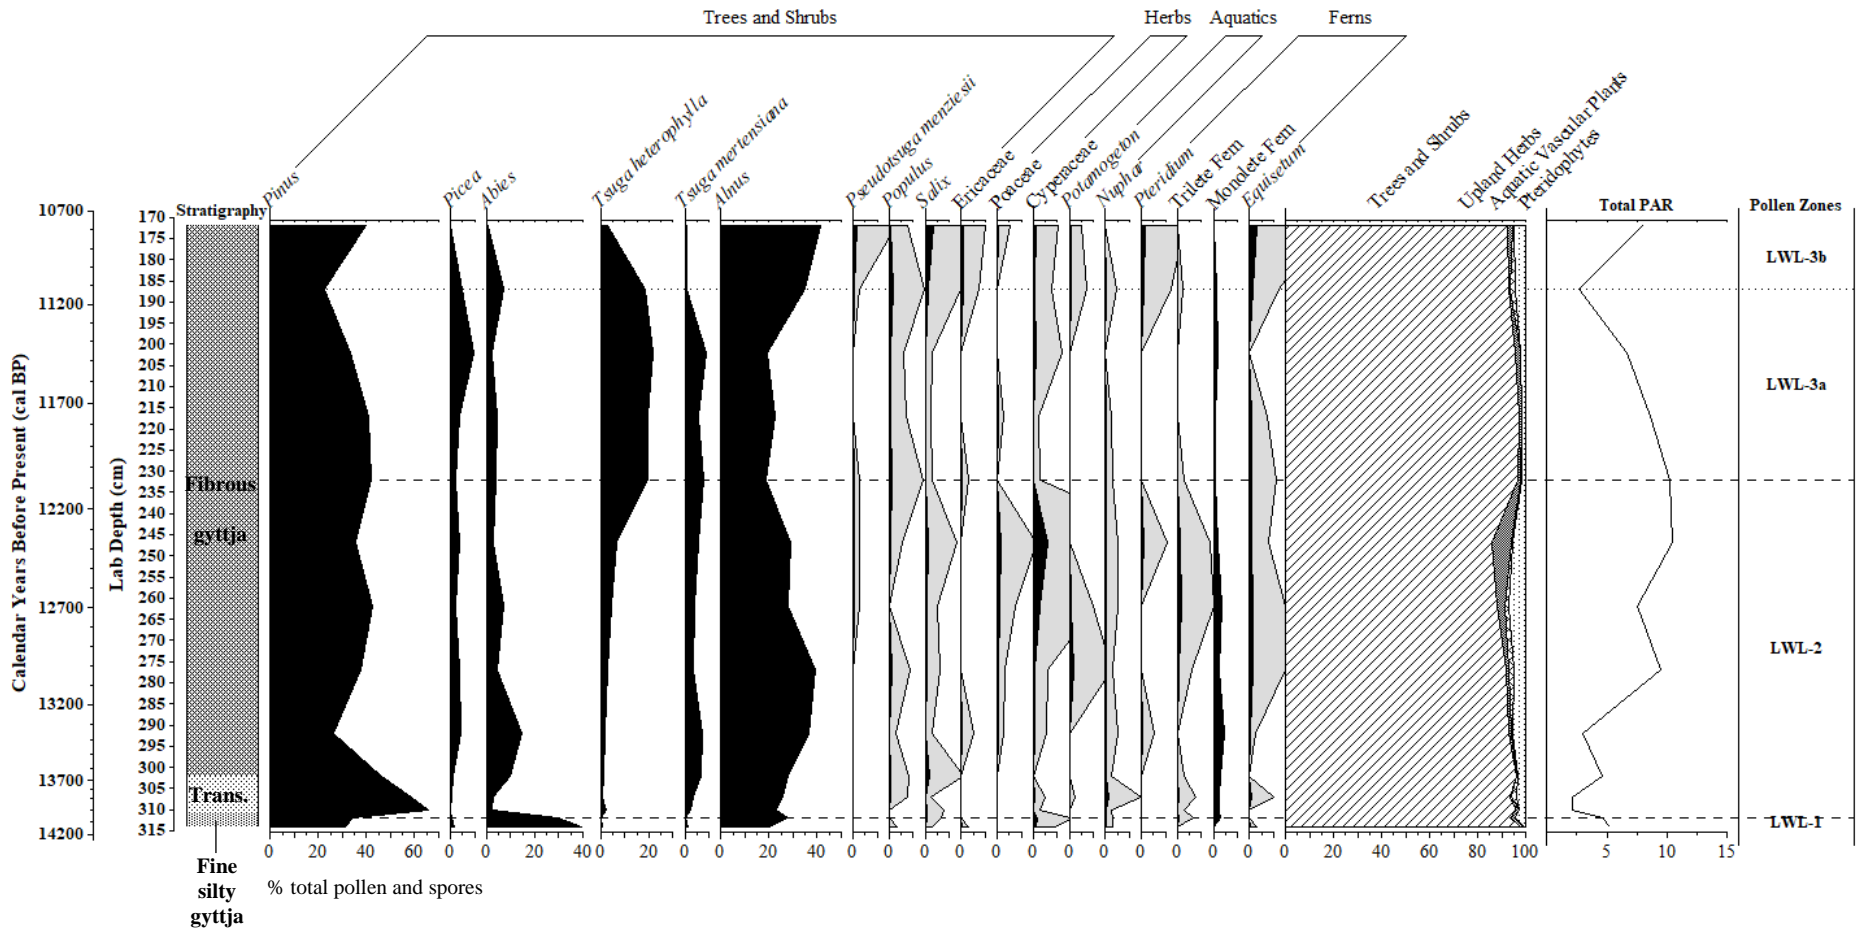 Trees and Shrubs Herbs Aquatics Ferns
Pinus
Picea
Abies
Tsuga heterophylla
Tsuga mertensiana
Alnus
Pseudotsuga menziesii
Populus
Salix
Ericaceae
Poaceae
Cyperaceae
Potamogeton
Nuphar
Pteridium
Trilete Fern
Monolete Fern
Equisetum
Trees and Shrubs
Upland Herbs
Aquatic Vascular Plants
Pteridophytes
Stratigraphy
Total PAR
Pollen Zones
Calendar Years Before Present (cal BP)
10700
11200
11700
12200
12700
13200
13700
14200
Lab Depth (cm)
170
175
180
185
190
195
200
205
210
215
220
225
230
235
240
245
250
255
260
265
270
275
280
285
290
295
300
305
310
315
Fibrous
gyttja
Trans.
Fine
silty
gyttja
LWL-3b
LWL-3a
LWL-2
LWL-1
0 20 40 60 0 0 20 40 0 20 0 0 20 40 0 0 0 0 0 0 0 0 0 0 0 0 0 20 40 60 80 100 5 10 15
% total pollen and spores